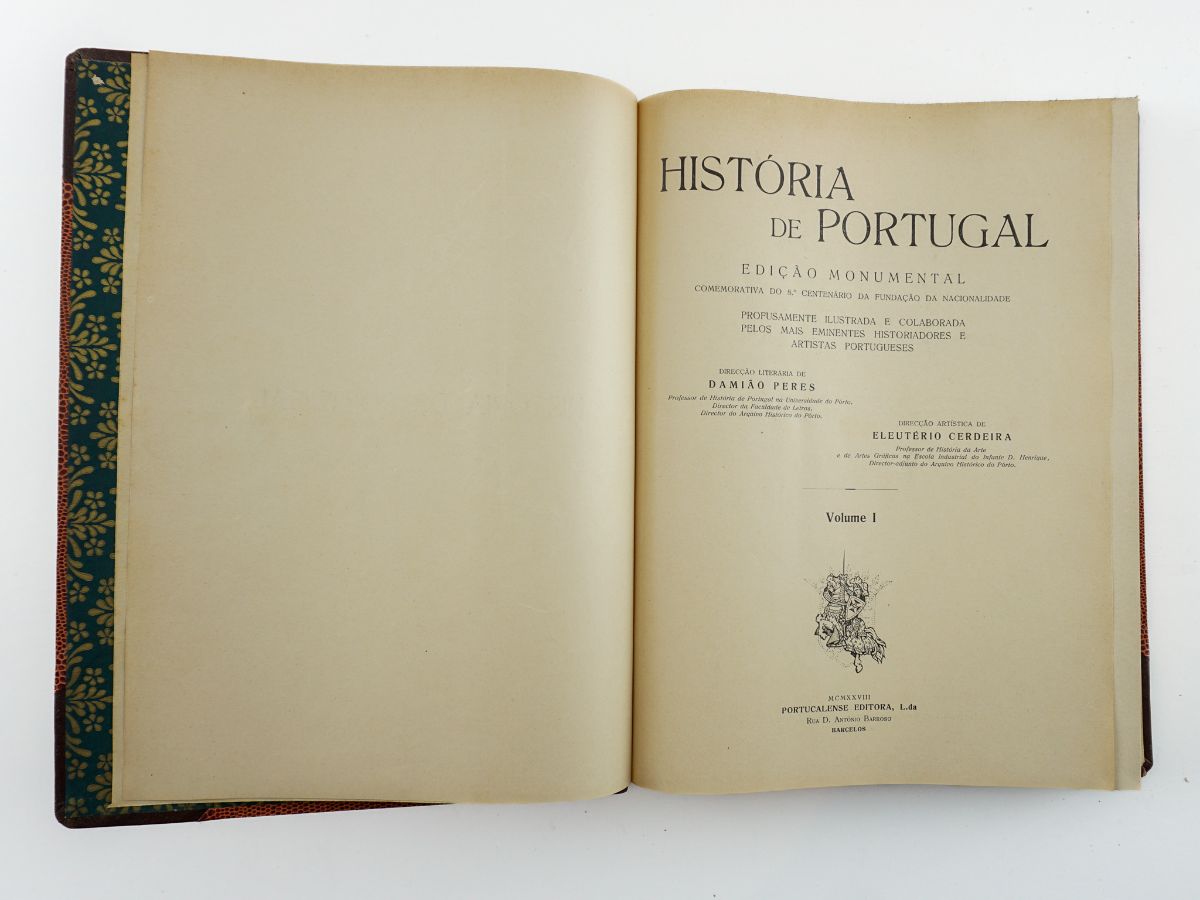 HISTÓRIA
DE PORTUGAL
EDIÇÃO MONUMENTAL
COMEMORATIVA DO 8.º CENTENÁRIO DA FUNDAÇÃO DA NACIONALIDADE
PROFUSAMENTE ILUSTRADA E COLABORADA
PELOS MAIS EMINENTES HISTORIADORES E
ARTISTAS PORTUGUESES
DIRECÇÃO LITERÁRIA DE
DAMIÃO PERES
Professor de História de Portugal na Universidade do Pôrto,
Director da Faculdade de Letras,
Director do Arquivo Histórico do Pôrto.
DIRECÇÃO ARTÍSTICA DE
ELEUTÉRIO CERDEIRA
Professor de História da Arte
e de Artes Gráficas na Escola Industrial do Infante D. Henrique,
Director-adjunto do Arquivo Histórico do Pôrto.
Volume I
MCMXXVIII
PORTUCALENSE EDITORA, L.da
RUA D. ANTÓNIO BARROSO
BARCELOS